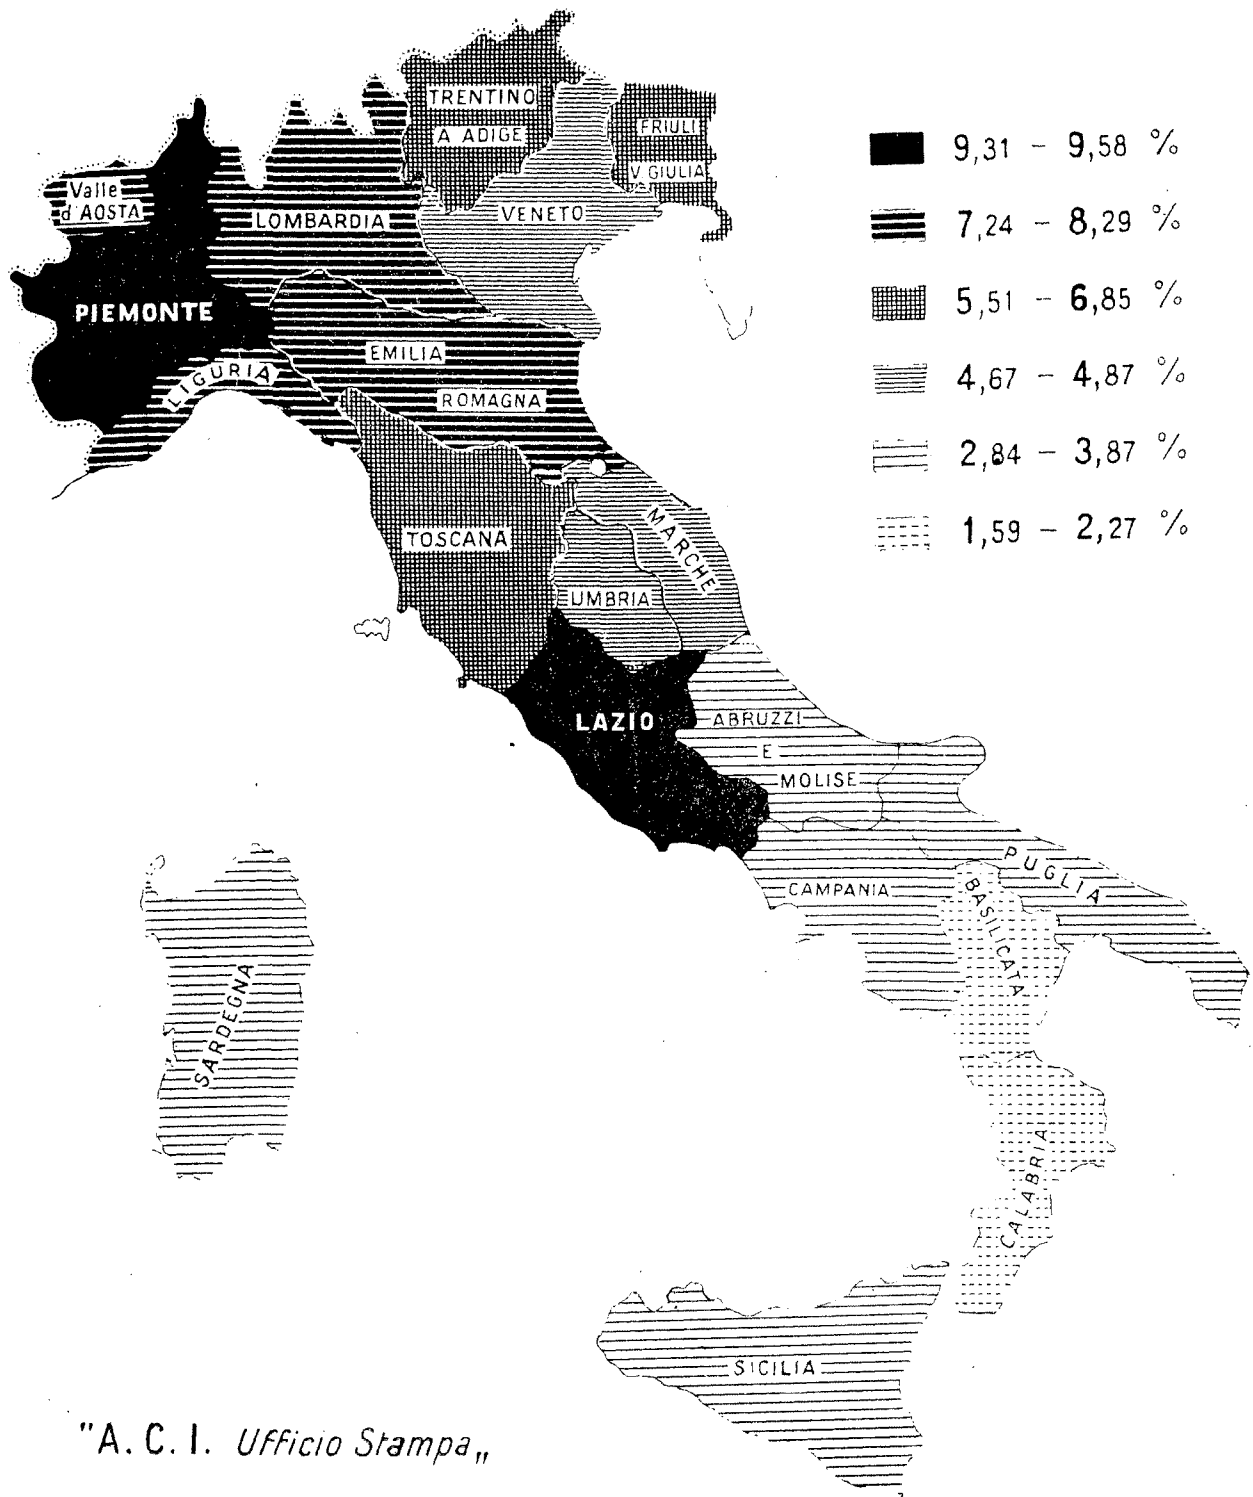 TRENTINO
A ADIGE
FRIULI
V. GIULIA
Valle
d'AOSTA
LOMBARDIA
VENETO
PIEMONTE
EMILIA
ROMAGNA
LIGURIA
TOSCANA
MARCHE
UMBRIA
LAZIO
ABRUZZI
E
MOLISE
CAMPANIA
PUGLIA
BASILICATA
SARDEGNA
CALABRIA
SICILIA
9,31 - 9,58 %
7,24 - 8,29 %
5,51 - 6,85 %
4,67 - 4,87 %
2,84 - 3,87 %
1,59 - 2,27 %
"A. C. I. Ufficio Stampa„